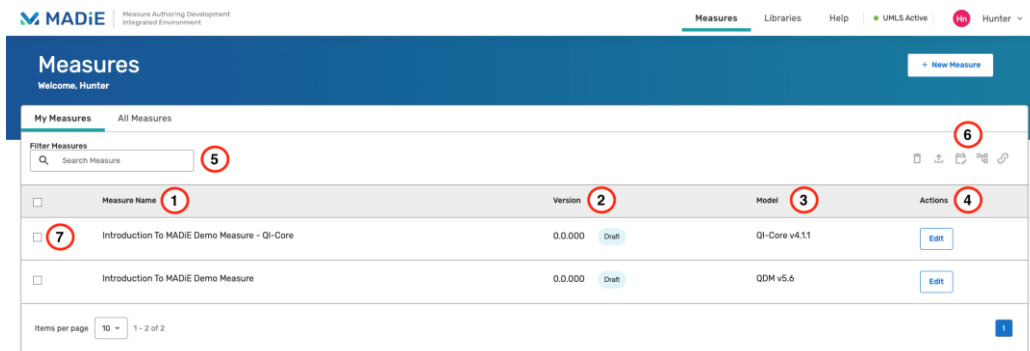 MADiE Measure Authoring Development
Integrated Environment
Measures Libraries Help UMLS Active Hn Hunter
Measures
Welcome, Hunter
+ New Measure
My Measures All Measures
Filter Measures
Search Measure 5 6
Measure Name 1 Version 2 Model 3 Actions 4
7 Introduction To MADiE Demo Measure - QI-Core 0.0.000 Draft QI-Core v4.1.1 Edit
Introduction To MADiE Demo Measure 0.0.000 Draft QDM v5.6 Edit
Items per page 10 1 - 2 of 2 1